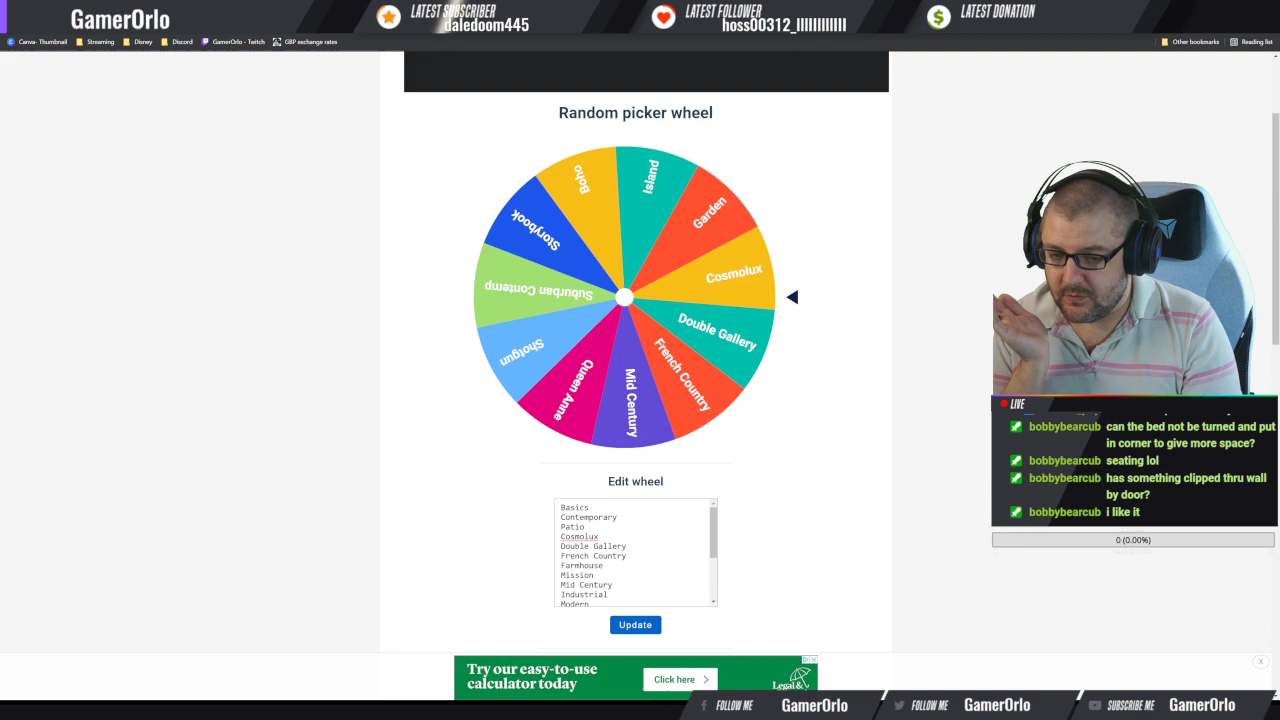 GamerOrlo
LATEST SUBSCRIBER
daledoom445
LATEST FOLLOWER
hoss00312_llllllllllll
LATEST DONATION
Canva- Thumbnail
Streaming
Disney
Discord
GamerOrlo - Twitch
GBP exchange rates
Other bookmarks
Reading list
Random picker wheel
Island
Garden
Cosmolux
Double Gallery
French Country
Mid Century
Queen Anne
Shotgun
Suburban Contemp
Storybook
Boho
Edit wheel
Basics
Contemporary
Patio
Cosmolux
Double Gallery
French Country
Farmhouse
Mission
Mid Century
Industrial
Modern
Update
LIVE
bobbybearcub can the bed not be turned and put
in corner to give more space?
bobbybearcub seating lol
bobbybearcub has something clipped thru wall
by door?
bobbybearcub i like it
0 (0.00%)
Try our easy-to-use
calculator today
Click here
Legal&
FOLLOW ME GamerOrlo
FOLLOW ME GamerOrlo
SUBSCRIBE ME GamerOrlo